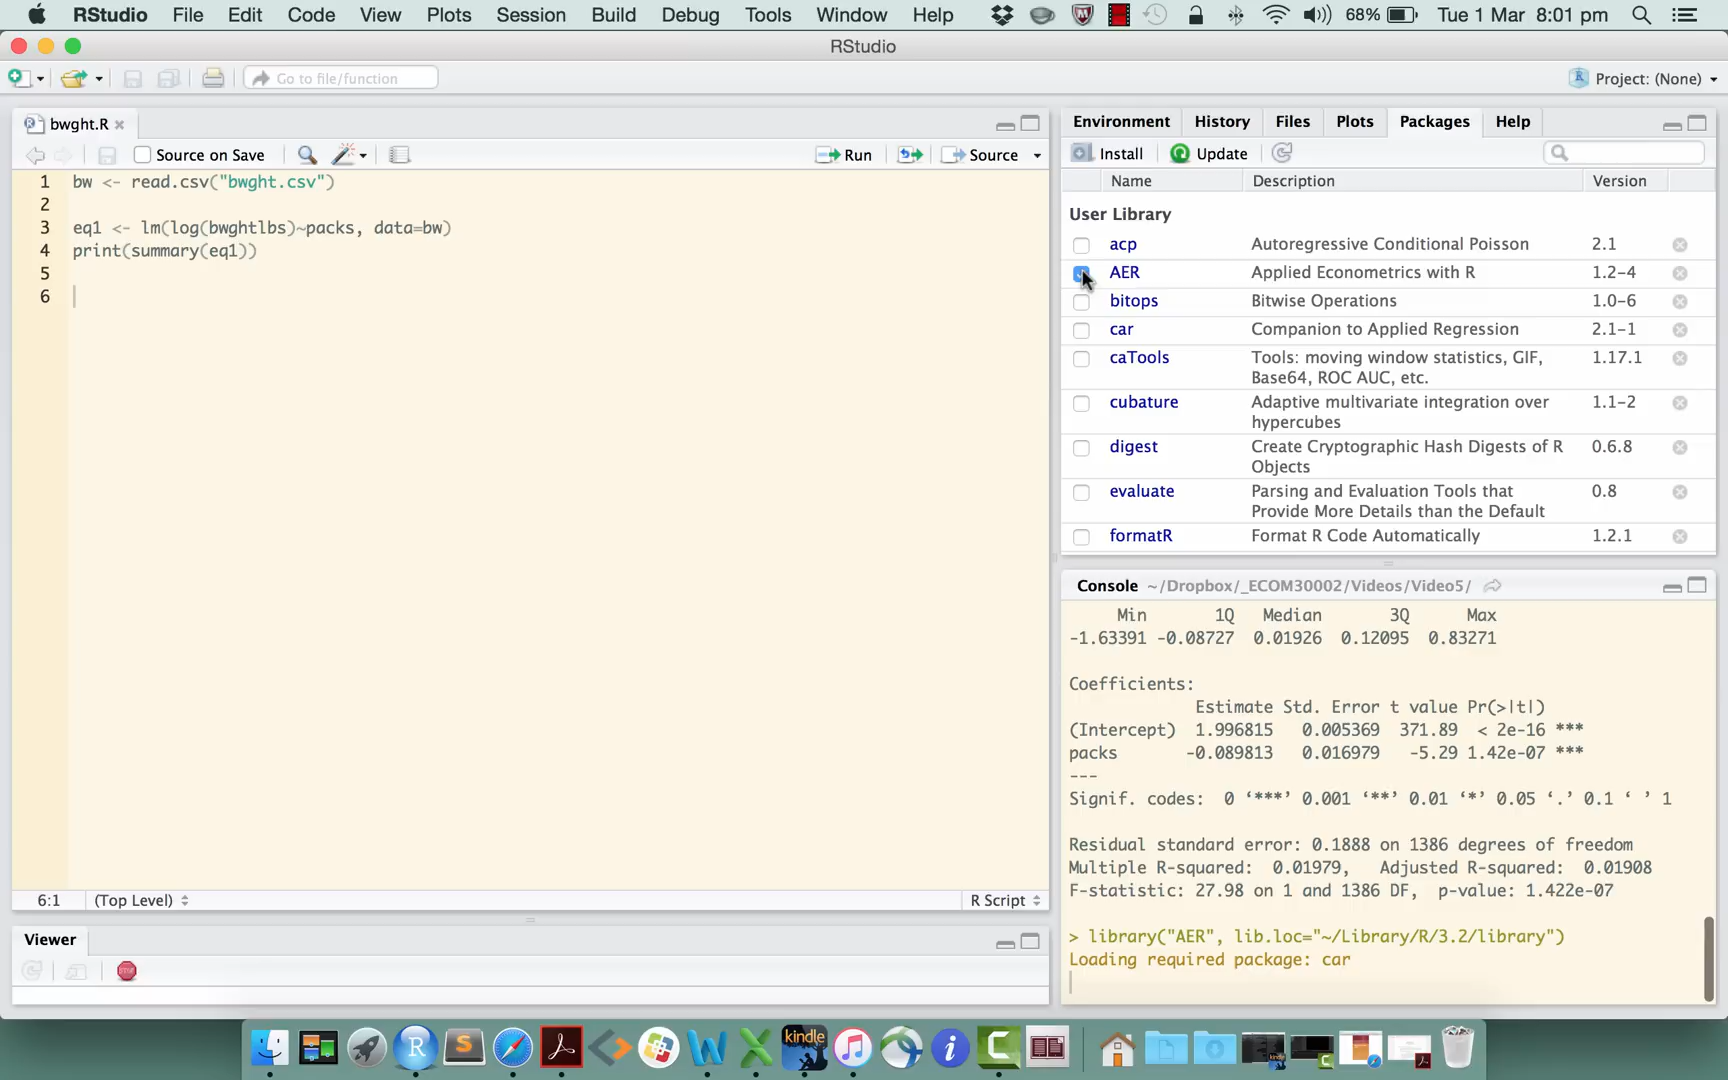 RStudio File Edit Code View Plots Session Build Debug Tools Window Help 68% Tue 1 Mar 8:01 pm
RStudio
Go to file/function
Project: (None)
bwght.R
Source on Save
Run
Source
1 bw <- read.csv("bwght.csv")
2
3 eq1 <- lm(log(bwghtlbs)~packs, data=bw)
4 print(summary(eq1))
5
6
6:1 (Top Level) R Script
Viewer
STOP
Environment History Files Plots Packages Help
Install Update
Name Description Version
User Library
acp Autoregressive Conditional Poisson 2.1
AER Applied Econometrics with R 1.2-4
bitops Bitwise Operations 1.0-6
car Companion to Applied Regression 2.1-1
caTools Tools: moving window statistics, GIF, 1.17.1
Base64, ROC AUC, etc.
cubature Adaptive multivariate integration over 1.1-2
hypercubes
digest Create Cryptographic Hash Digests of R 0.6.8
Objects
evaluate Parsing and Evaluation Tools that 0.8
Provide More Details than the Default
formatR Format R Code Automatically 1.2.1
Console ~/Dropbox/_ECOM30002/Videos/Video5/
Min 1Q Median 3Q Max
-1.63391 -0.08727 0.01926 0.12095 0.83271
Coefficients:
Estimate Std. Error t value Pr(>|t|)
(Intercept) 1.996815 0.005369 371.89 < 2e-16 ***
packs -0.089813 0.016979 -5.29 1.42e-07 ***
---
Signif. codes: 0 ‘***’ 0.001 ‘**’ 0.01 ‘*’ 0.05 ‘.’ 0.1 ‘ ’ 1
Residual standard error: 0.1888 on 1386 degrees of freedom
Multiple R-squared: 0.01979, Adjusted R-squared: 0.01908
F-statistic: 27.98 on 1 and 1386 DF, p-value: 1.422e-07
> library("AER", lib.loc="~/Library/R/3.2/library")
Loading required package: car
kindle